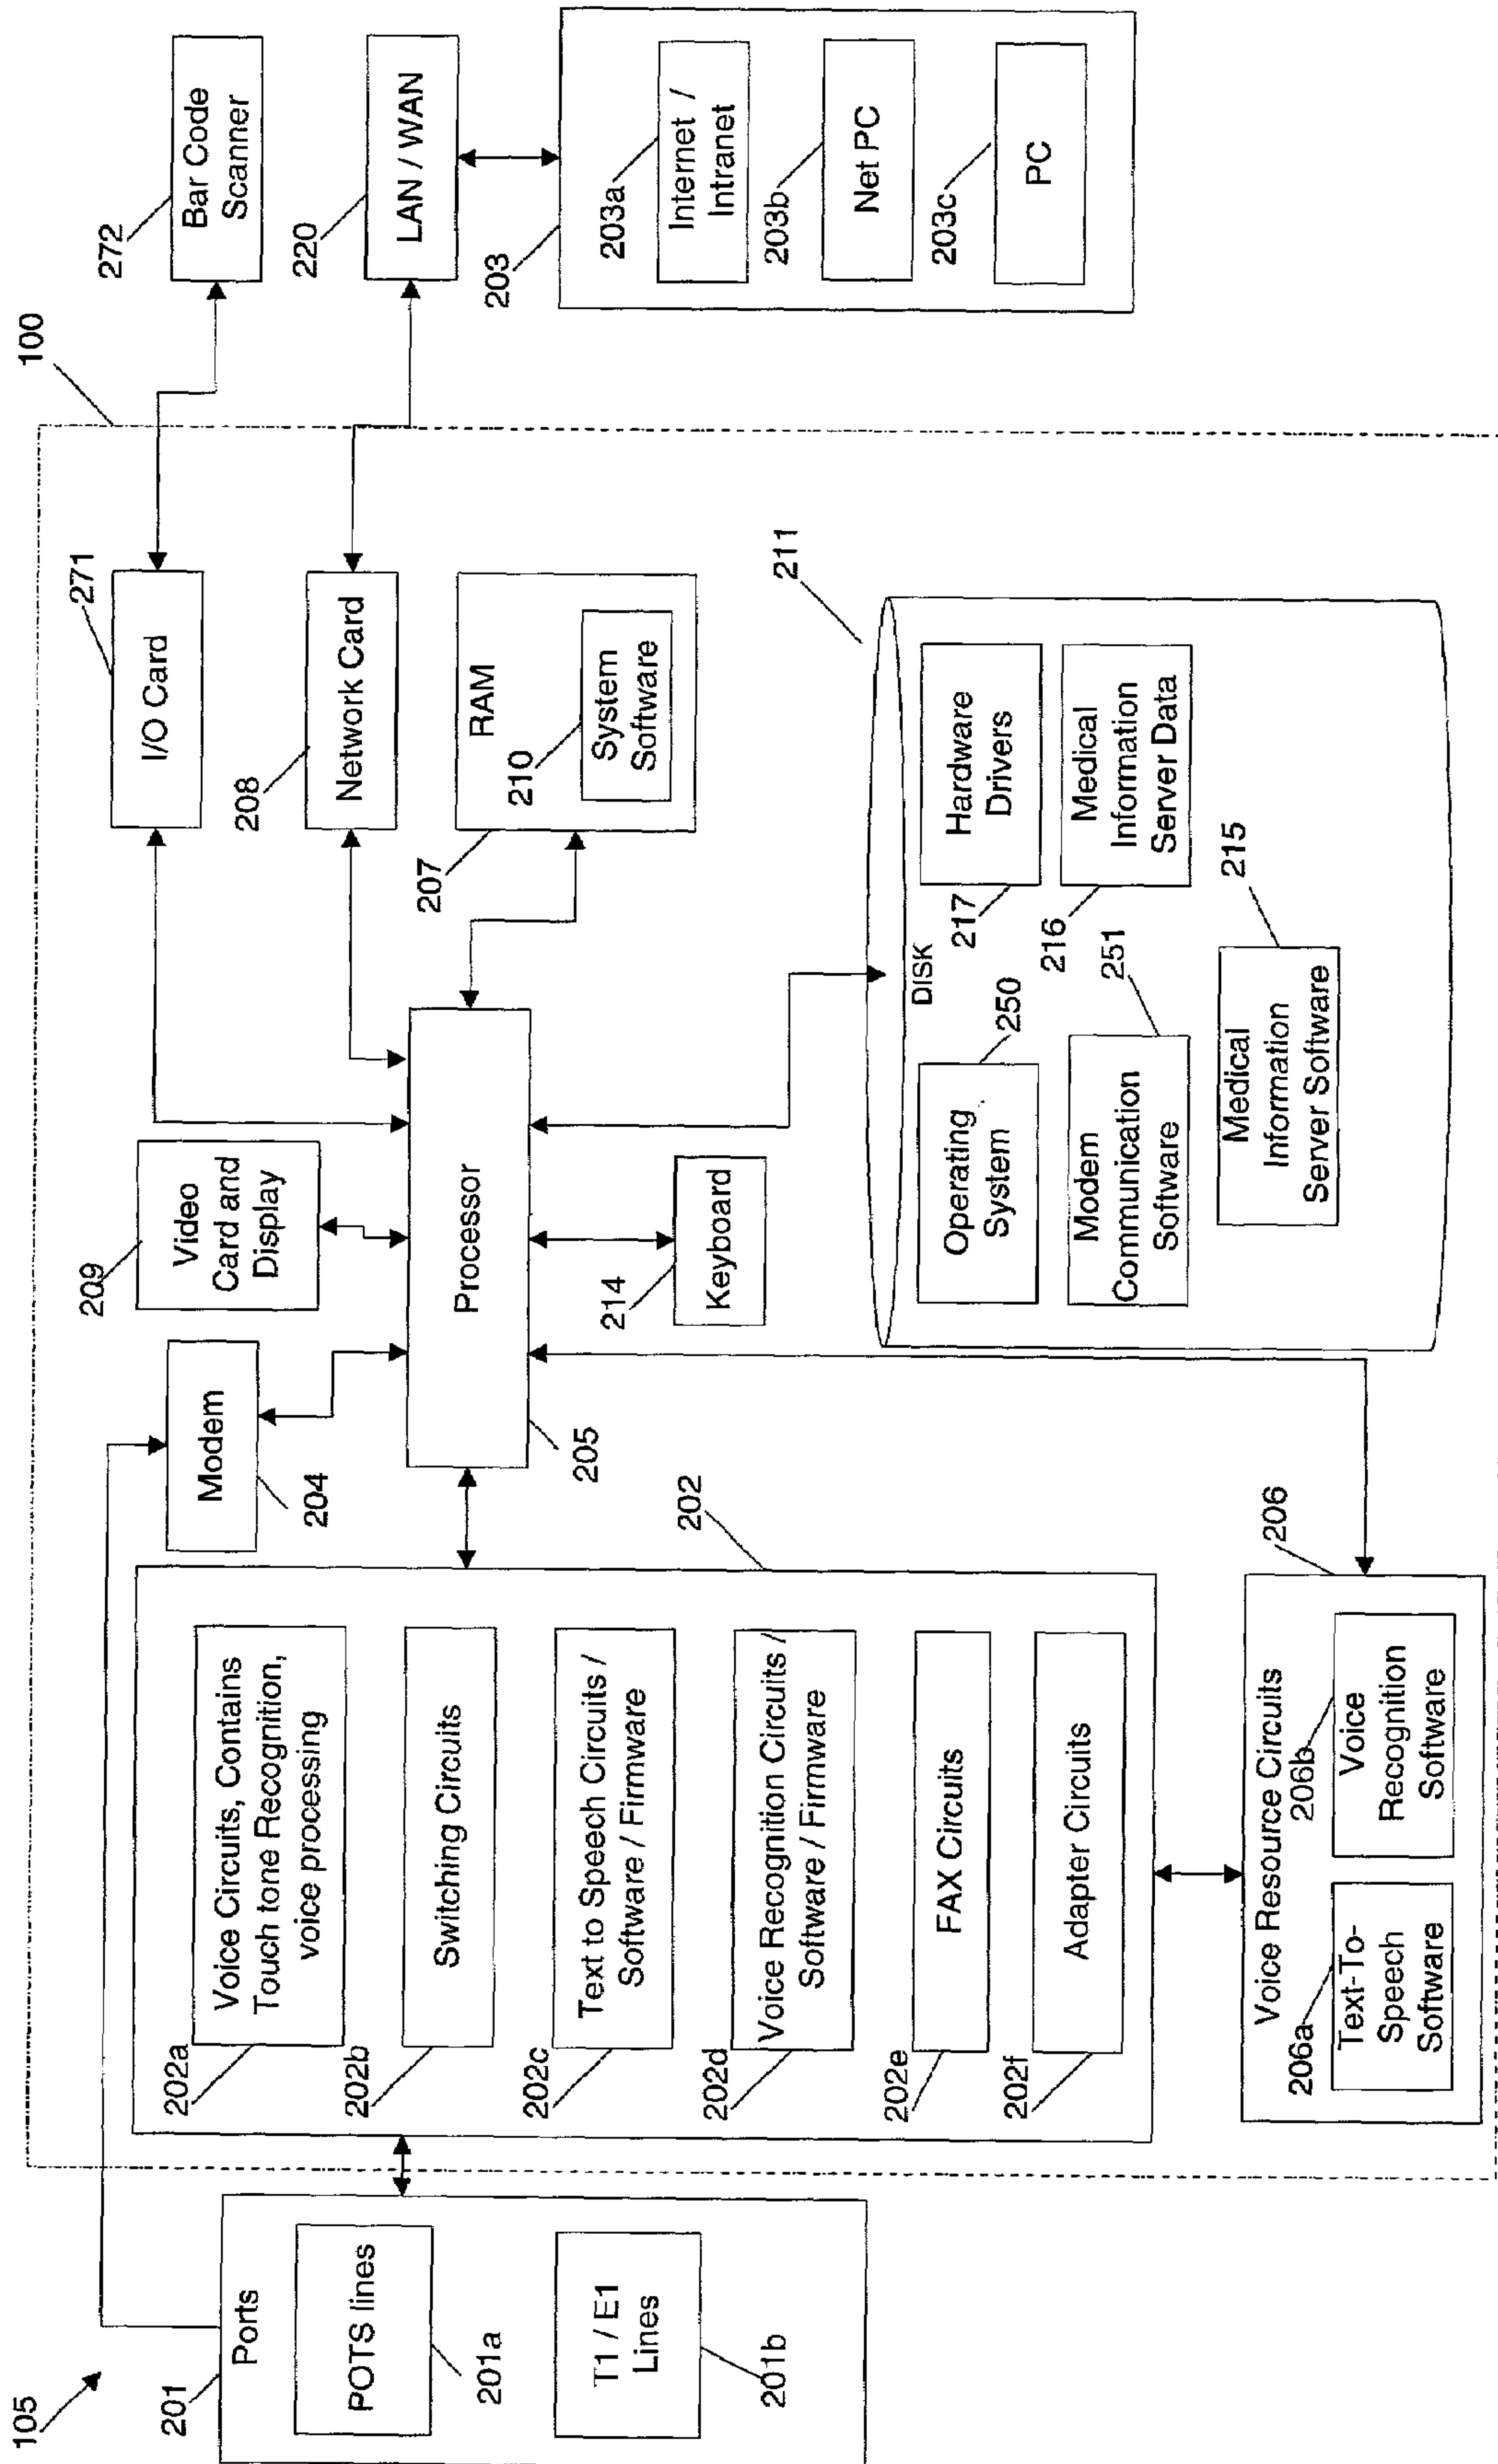 105
201
Ports
POTS lines
201a
T1 / E1
Lines
201b
100
Modem
204
209
Video
Card and
Display
271
I/O Card
208
Network Card
272
Bar Code
Scanner
220
LAN / WAN
203
203a
Internet /
Intranet
203b
Net PC
203c
PC
Processor
205
207
RAM
210
System
Software
214
Keyboard
202
202a
Voice Circuits, Contains
Touch tone Recognition,
voice processing
202b
Switching Circuits
202c
Text to Speech Circuits /
Software / Firmware
202d
Voice Recognition Circuits /
Software / Firmware
202e
FAX Circuits
202f
Adapter Circuits
211
DISK
Operating
System
250
Hardware
Drivers
217
Modem
Communication
Software
251
Medical
Information
Server Data
216
Medical
Information
Server Software
215
206
Voice Resource Circuits
206a
Text-To-
Speech
Software
206b
Voice
Recognition
Software